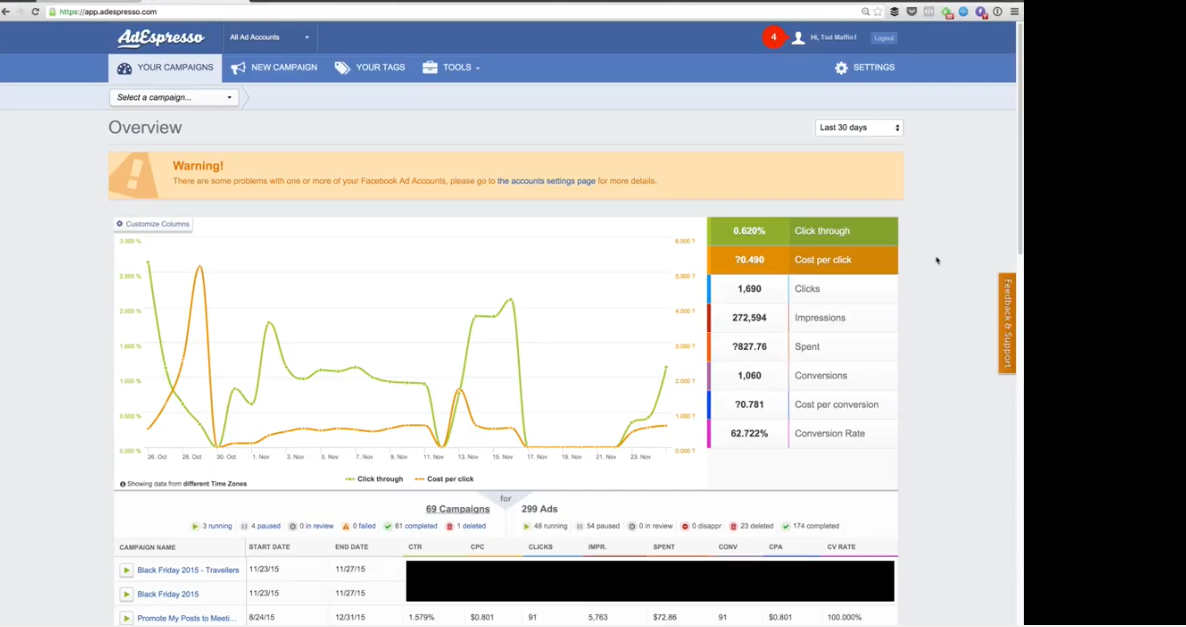 https://app.adespresso.com
AdEspresso
All Ad Accounts
4
Hi, Tod Maffin!
Logout
YOUR CAMPAIGNS
NEW CAMPAIGN
YOUR TAGS
TOOLS
SETTINGS
Select a campaign...
Overview
Last 30 days
Warning!
There are some problems with one or more of your Facebook Ad Accounts, please go to the accounts settings page for more details.
Customize Columns
3.000 %
2.500 %
2.000 %
1.500 %
1.000 %
0.500 %
0.000 %
6.000 ?
5.000 ?
4.000 ?
3.000 ?
2.000 ?
1.000 ?
0.000 ?
26. Oct 28. Oct 30. Oct 1. Nov 3. Nov 5. Nov 7. Nov 9. Nov 11. Nov 13. Nov 15. Nov 17. Nov 19. Nov 21. Nov 23. Nov
Click through Cost per click
Showing data from different Time Zones
0.620% Click through
?0.490 Cost per click
1,690 Clicks
272,594 Impressions
?827.76 Spent
1,060 Conversions
?0.781 Cost per conversion
62.722% Conversion Rate
Feedback & Support
for
69 Campaigns
299 Ads
3 running 4 paused 0 in review 0 failed 61 completed 1 deleted
48 running 54 paused 0 in review 0 disappr 23 deleted 174 completed
CAMPAIGN NAME START DATE END DATE CTR CPC CLICKS IMPR. SPENT CONV CPA CV RATE
Black Friday 2015 - Travellers 11/23/15 11/27/15
Black Friday 2015 11/23/15 11/27/15
Promote My Posts to Meeti... 8/24/15 12/31/15 1.579% $0.801 91 5,763 $72.86 91 $0.801 100.000%